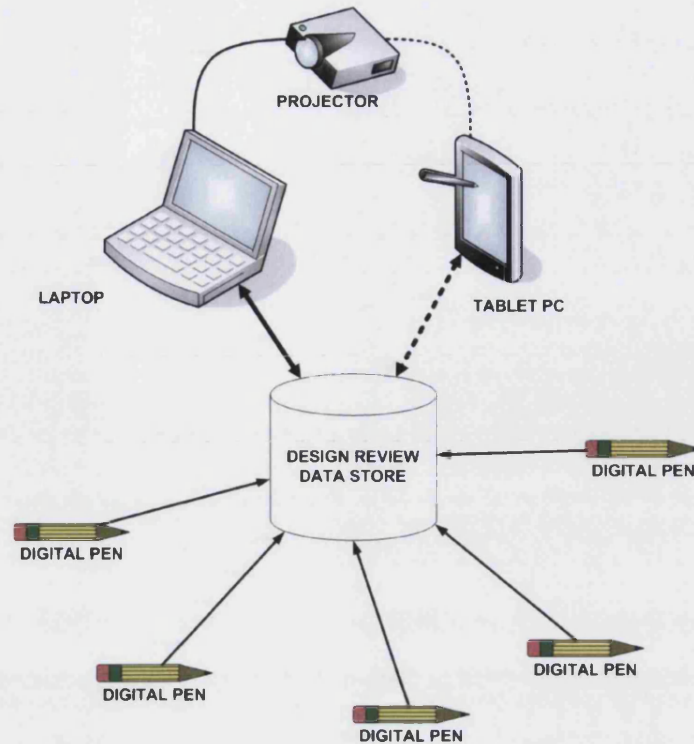 PROJECTOR
LAPTOP
TABLET PC
DESIGN REVIEW
DATA STORE
DIGITAL PEN
DIGITAL PEN
DIGITAL PEN
DIGITAL PEN
DIGITAL PEN